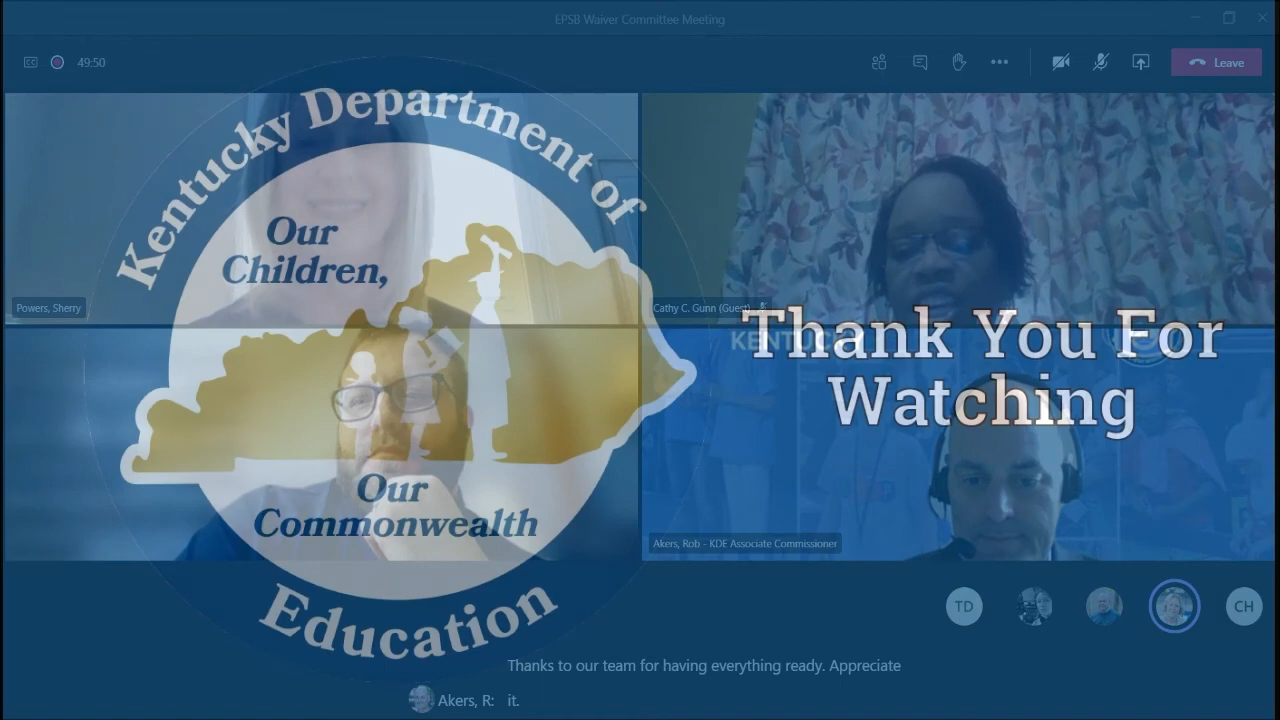 EPSB Waiver Committee Meeting
CC
49:50
Leave
Kentucky Department of
Our
Children,
Powers, Sherry
Cathy C. Gunn (Guest)
KENTUCKY
Thank You For
Watching
Our
Commonwealth
Akers, Rob - KDE Associate Commissioner
Education
TD
CH
Thanks to our team for having everything ready. Appreciate
Akers, R: it.